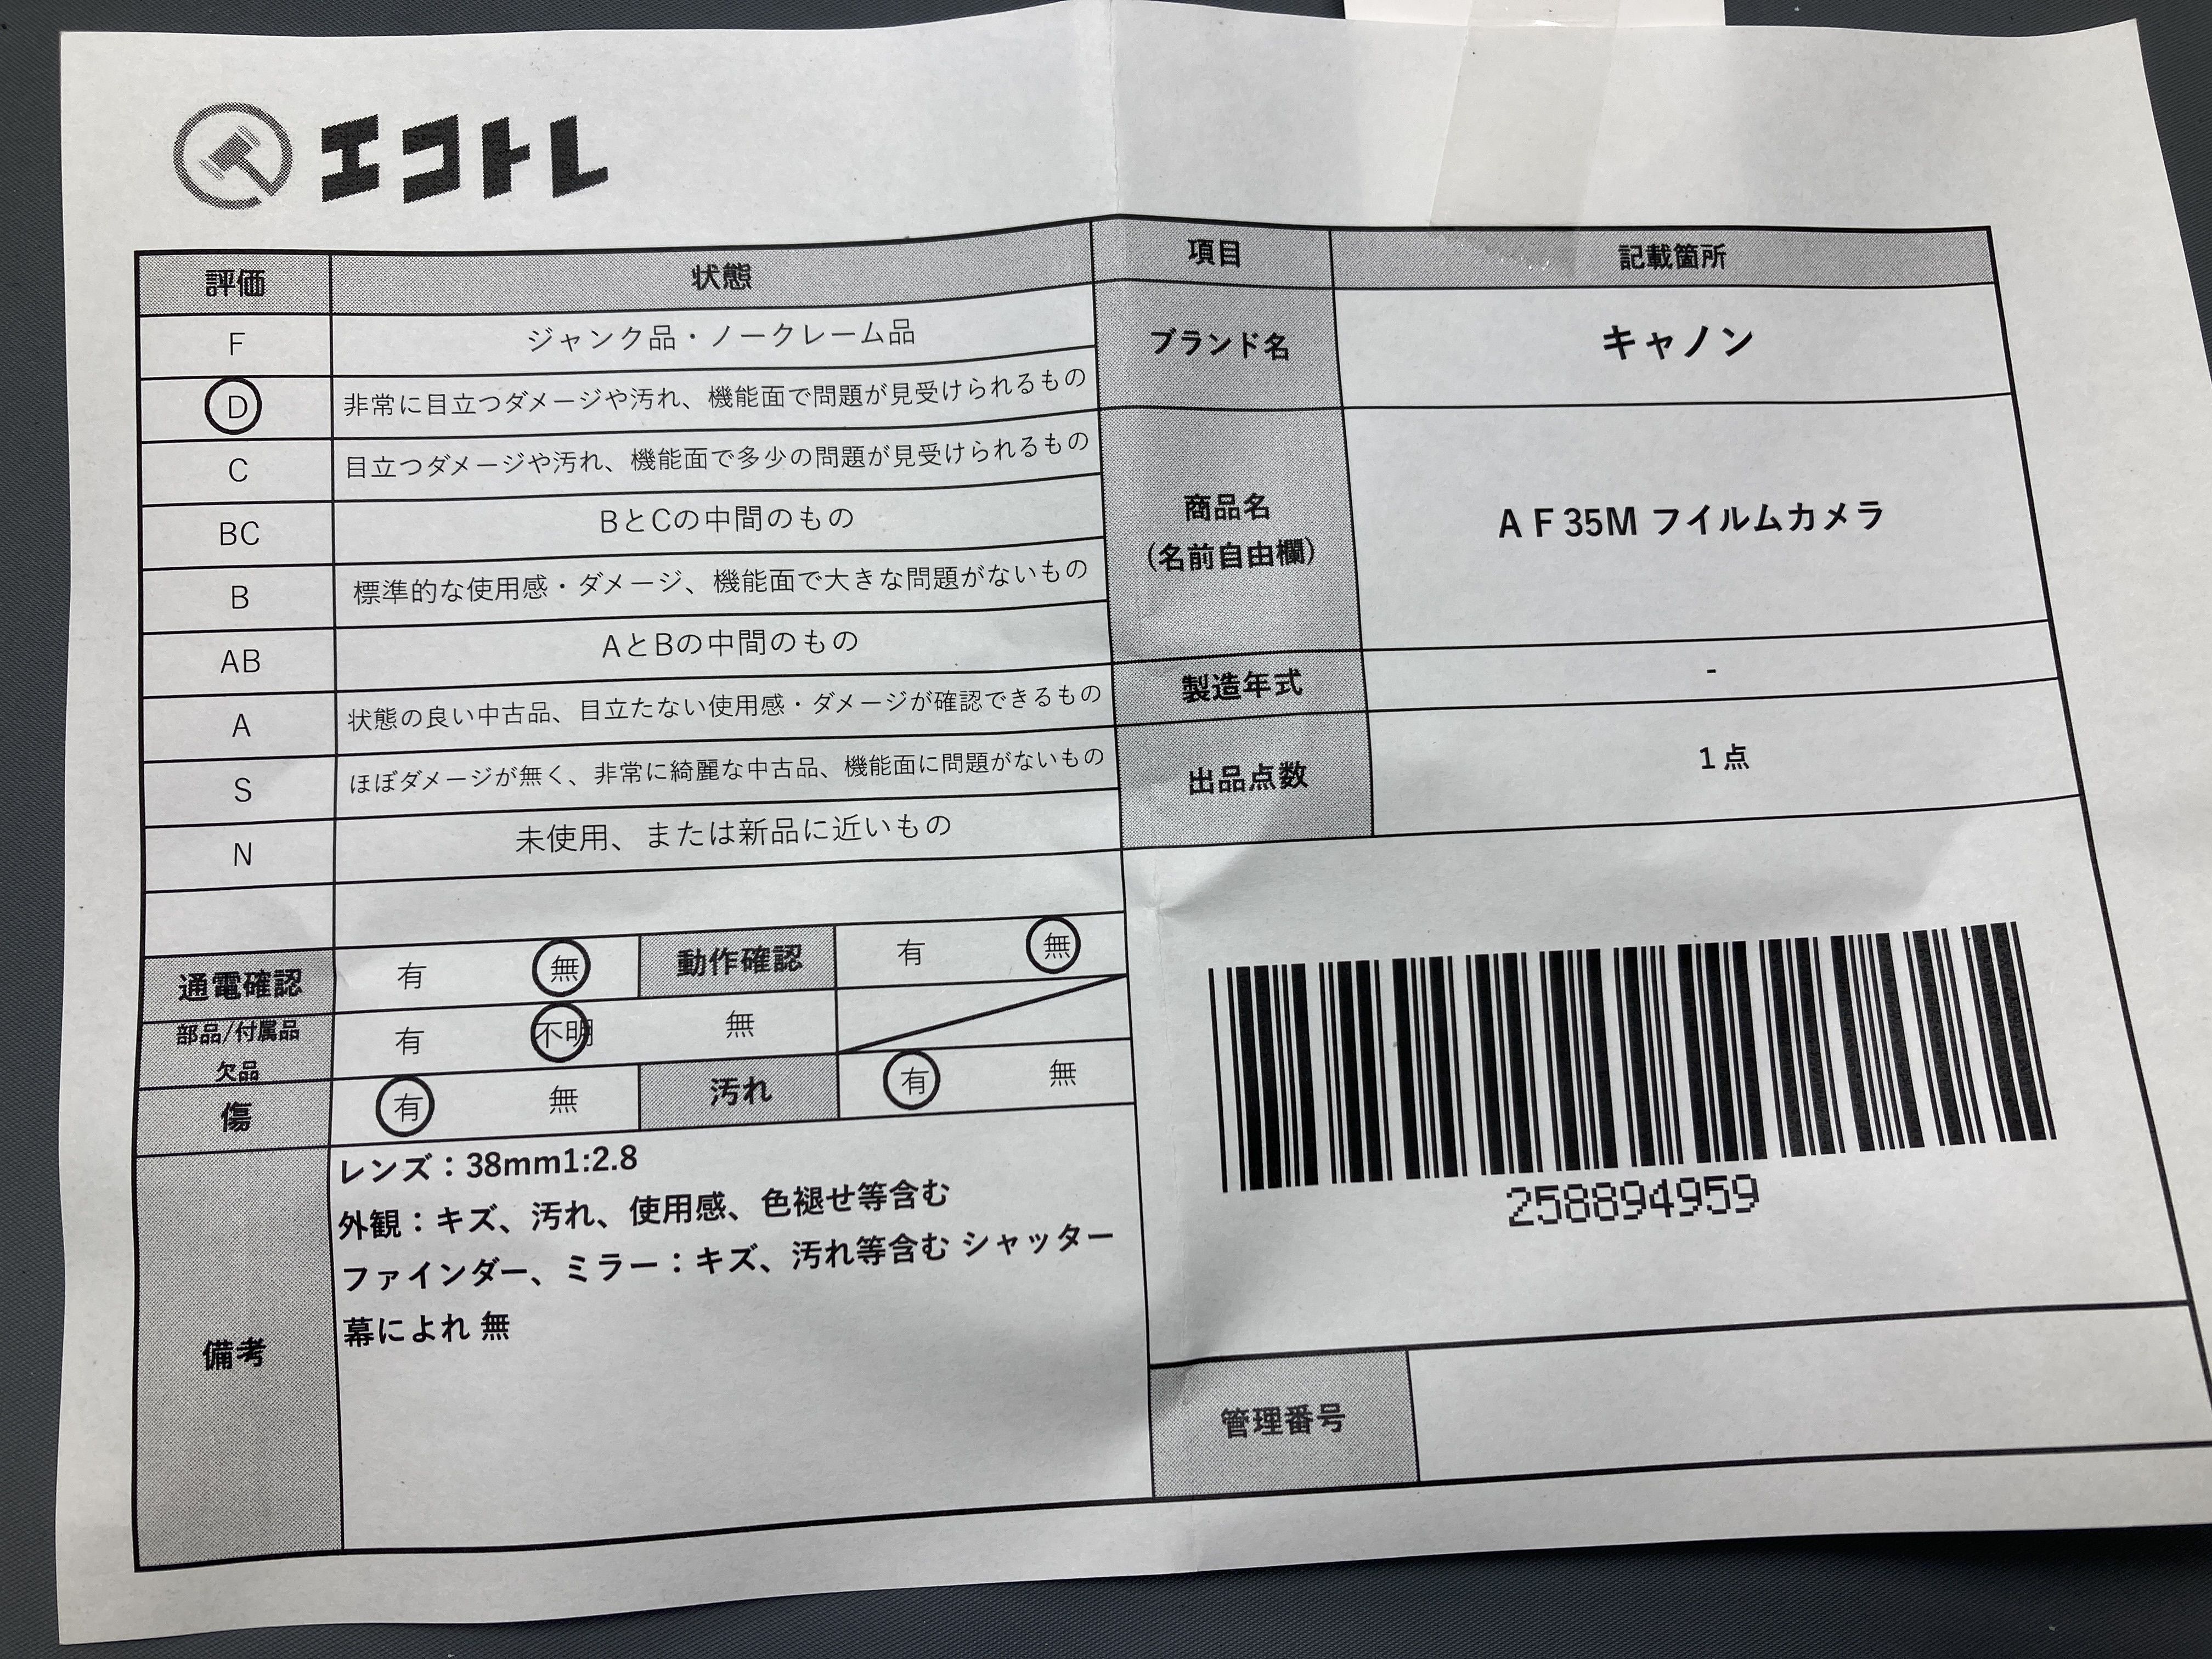 エコトレ
評価 状態
F ジャンク品・ノークレーム品
D 非常に目立つダメージや汚れ、機能面で問題が見受けられるもの
C 目立つダメージや汚れ、機能面で多少の問題が見受けられるもの
BC BとCの中間のもの
B 標準的な使用感・ダメージ、機能面で大きな問題がないもの
AB AとBの中間のもの
A 状態の良い中古品、目立たない使用感・ダメージが確認できるもの
S ほぼダメージが無く、非常に綺麗な中古品、機能面に問題がないもの
N 未使用、または新品に近いもの
通電確認 有 無 動作確認 有 無
部品/付属品
欠品 有 不明 無
傷 有 無 汚れ 有 無
備考
レンズ：38mm1:2.8
外観：キズ、汚れ、使用感、色褪せ等含む
ファインダー、ミラー：キズ、汚れ等含む シャッター
幕によれ 無
項目 記載箇所
ブランド名 キャノン
商品名
(名前自由欄)
ＡＦ35M フイルムカメラ
製造年式 -
出品点数 1点
258894959
管理番号